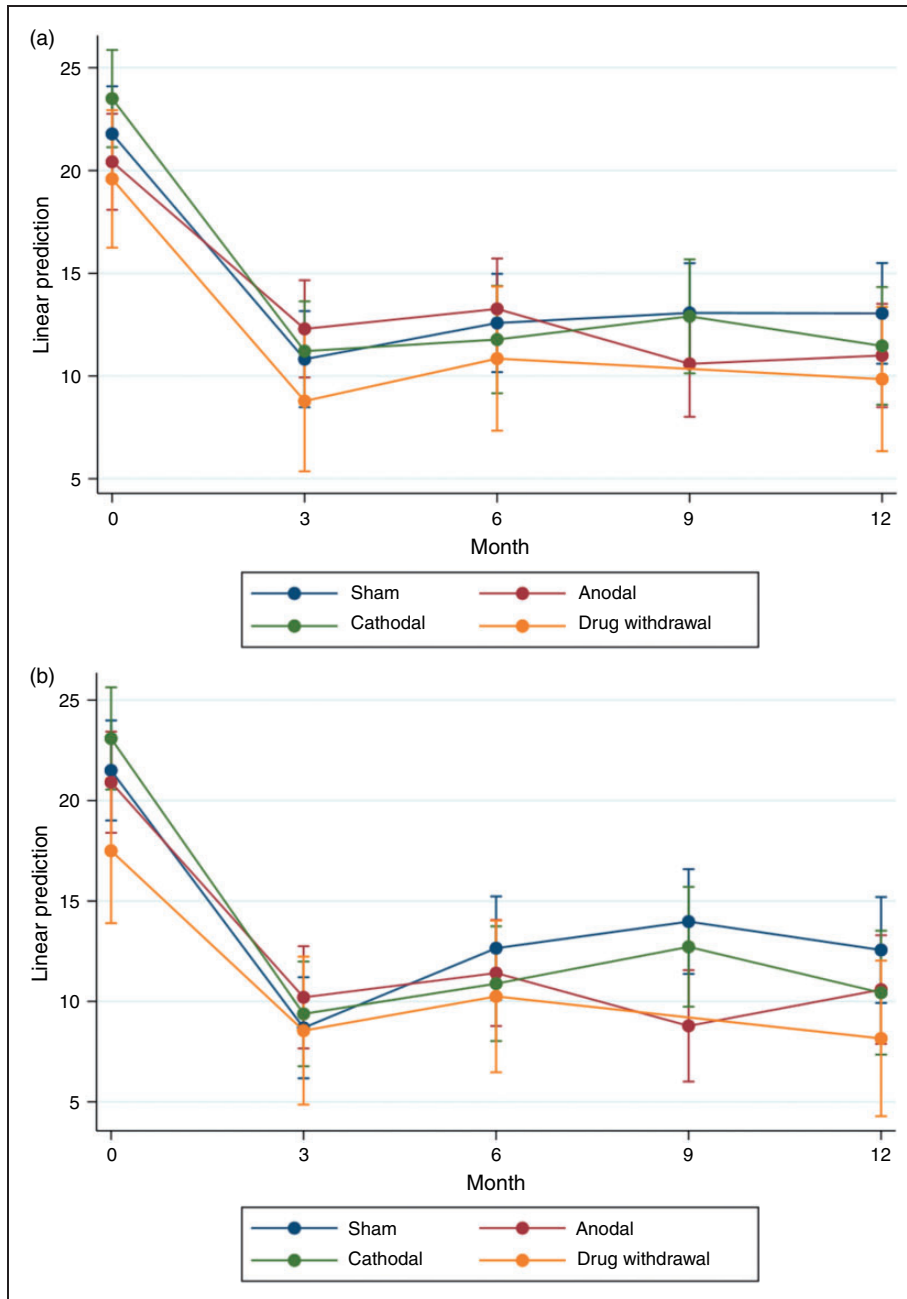 (a)
25
20
15
10
5
Linear prediction
0 3 6 9 12
Month
Sham Anodal
Cathodal Drug withdrawal
(b)
25
20
15
10
5
Linear prediction
0 3 6 9 12
Month
Sham Anodal
Cathodal Drug withdrawal